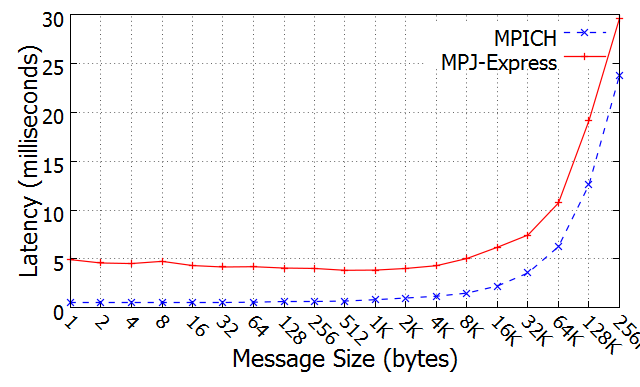 30
25
20
15
10
5
0
Latency (milliseconds)
MPICH
MPJ-Express
1 2 4 8 16 32 64 128 256 512 1K 2K 4K 8K 16K 32K 64K 128K 256K
Message Size (bytes)